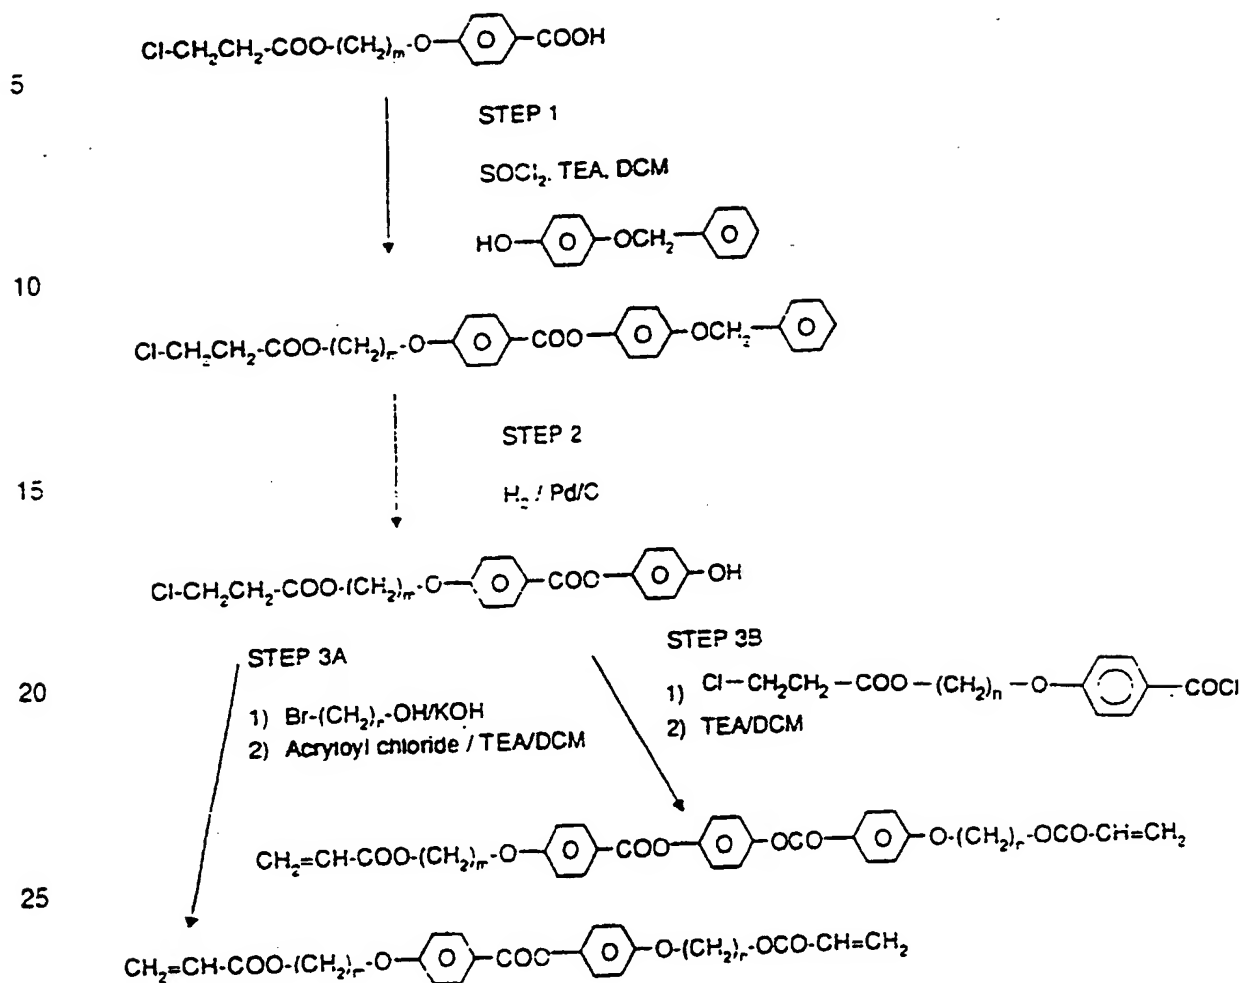 Cl-CH₂CH₂-COO-(CH₂)ₘ-O- -COOH
5
STEP 1
SOCl₂, TEA, DCM
HO- -OCH₂-
10
Cl-CH₂CH₂-COO-(CH₂) -O- -COO- -OCH₂-
STEP 2
15
H₂ / Pd/C
Cl-CH₂CH₂-COO-(CH₂) -O- -COC- -OH
STEP 3A
STEP 3B
20
1) Cl-CH₂CH₂-COO-(CH₂)ₙ-O- -COCl
2) TEA/DCM
1) Br-(CH₂)ᵣ-OH/KOH
2) Acryloyl chloride / TEA/DCM
CH₂=CH-COO-(CH₂) -O- -COO- -OCO- -O-(CH₂)ᵣ-OCO-CH=CH₂
25
CH₂=CH-COO-(CH₂) -O- -COC- -O-(CH₂)ᵣ-OCO-CH=CH₂